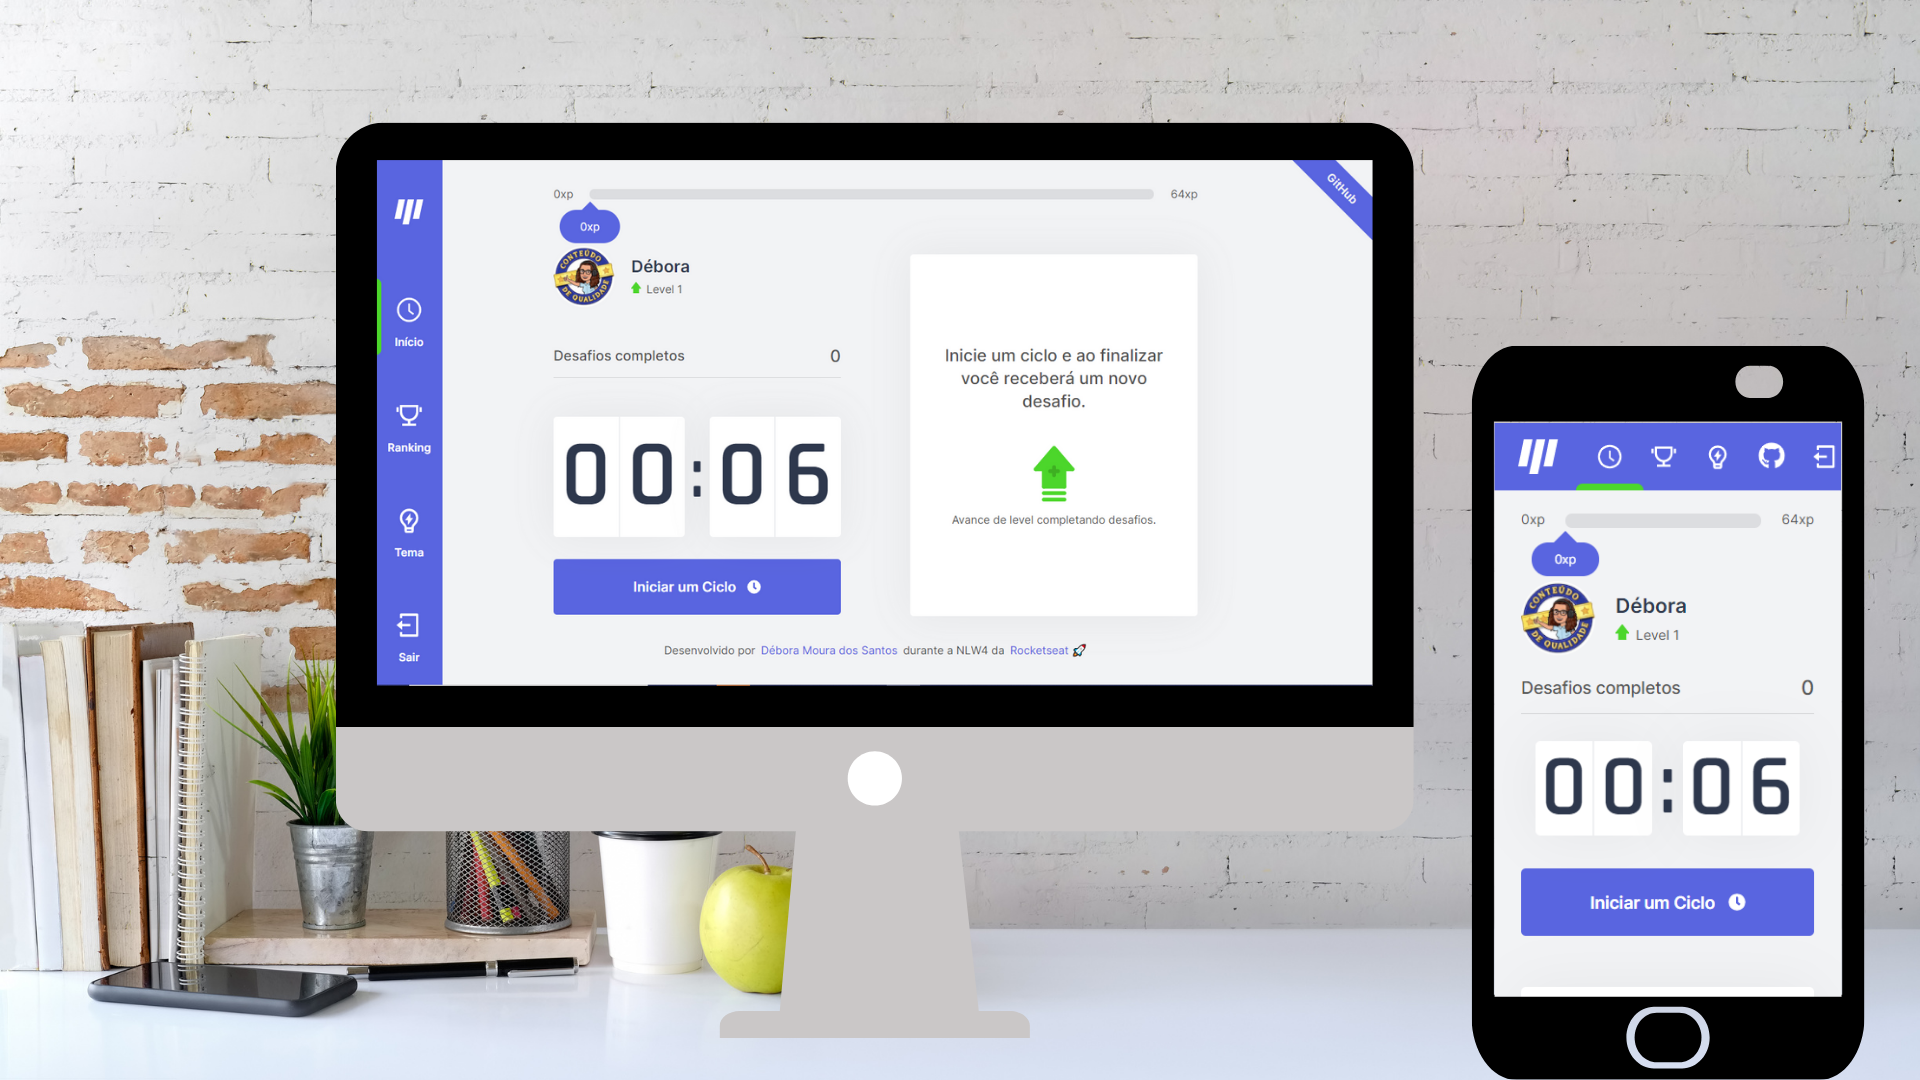 0xp
64xp
GitHub
0xp
CONTEÚDO
DE QUALIDADE
Débora
Level 1
Início
Desafios completos 0
Inicie um ciclo e ao finalizar
você receberá um novo
desafio.
Ranking
00:06
Avance de level completando desafios.
Tema
Iniciar um Ciclo
Sair
Desenvolvido por Débora Moura dos Santos durante a NLW4 da Rocketseat 🚀
0xp
64xp
0xp
CONTEÚDO
DE QUALIDADE
Débora
Level 1
Desafios completos 0
00:06
Iniciar um Ciclo